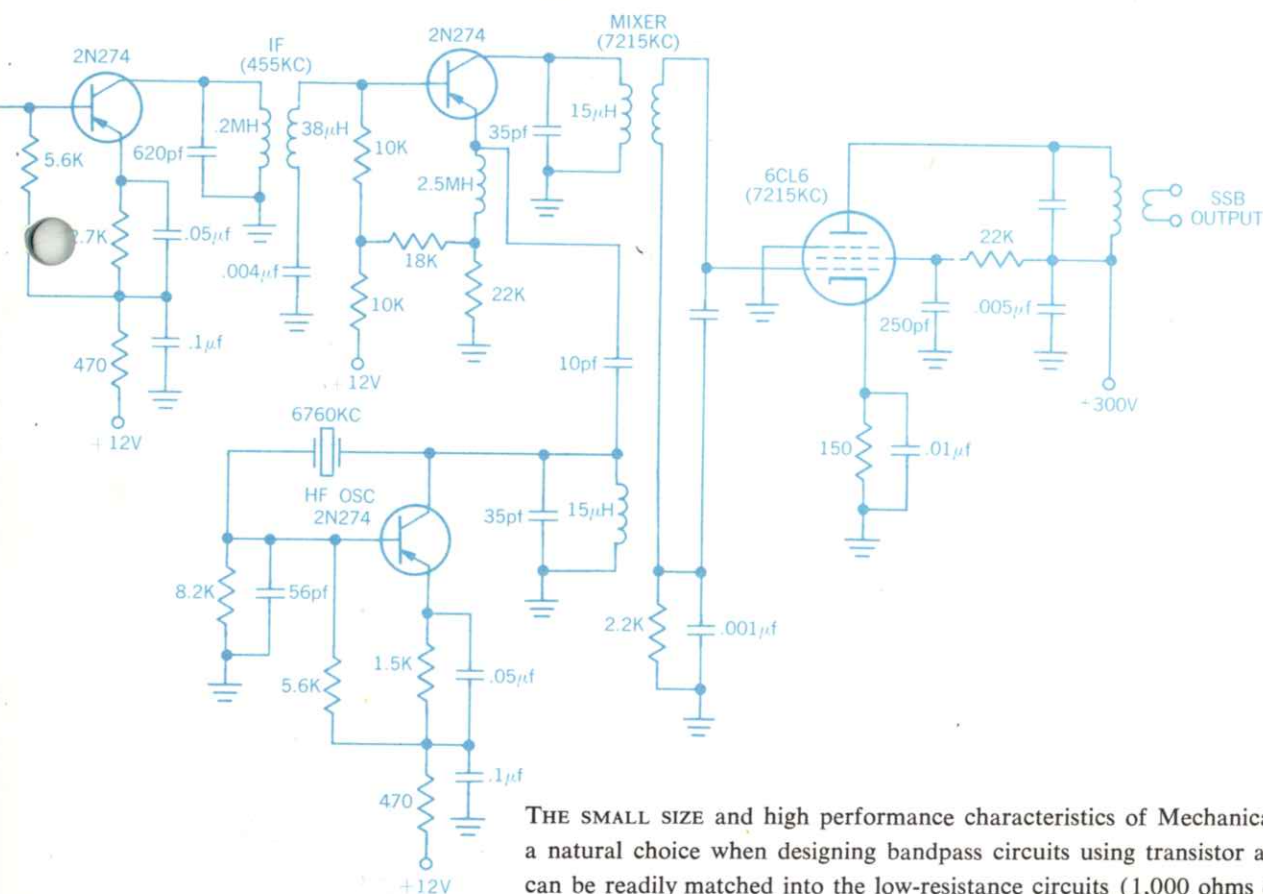 MIXER
(7215KC)
2N274
IF
(455KC)
2N274
5.6K
620pf
.2MH
38μH
10K
35pf
15μH
2.5MH
6CL6
(7215KC)
SSB
OUTPUT
.7K
.05μf
.004μf
18K
22K
22K
250pf
.005μf
10K
470
.1μf
+12V
+12V
10pf
+300V
6760KC
150
.01μf
HF OSC
2N274
35pf
15μH
8.2K
56pf
5.6K
1.5K
.05μf
2.2K
.001μf
470
.1μf
+12V
THE SMALL SIZE and high performance characteristics of Mechanica
a natural choice when designing bandpass circuits using transistor a
can be readily matched into the low-resistance circuits (1,000 ohms